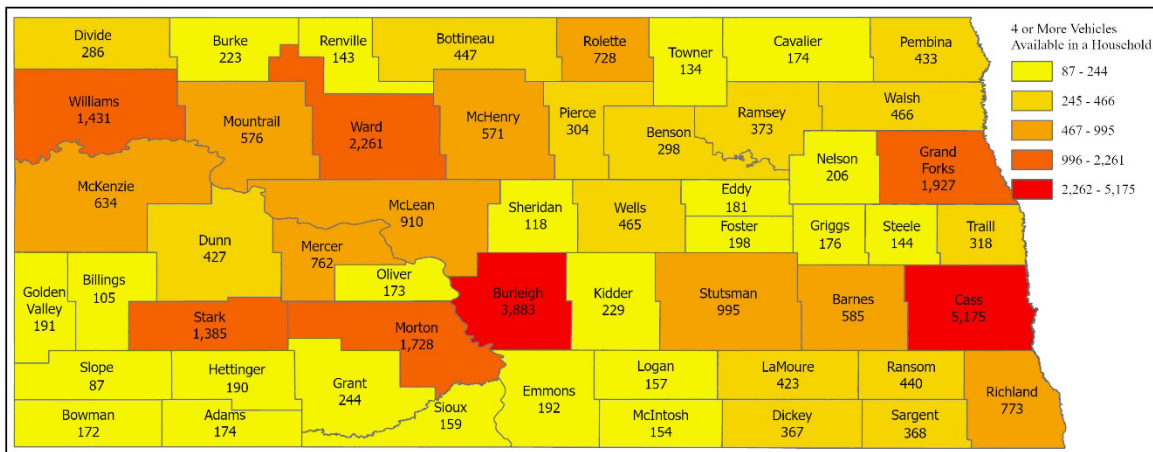 Divide
286
Burke
223
Renville
143
Bottineau
447
Rolette
728
Towner
134
Cavalier
174
Pembina
433
4 or More Vehicles
Available in a Household
87 - 244
245 - 466
467 - 995
996 - 2,261
2,262 - 5,175
Williams
1,431
Mountrail
576
Ward
2,261
McHenry
571
Pierce
304
Benson
298
Ramsey
373
Walsh
466
Nelson
206
Grand
Forks
1,927
McKenzie
634
Dunn
427
McLean
910
Mercer
762
Oliver
173
Sheridan
118
Wells
465
Eddy
181
Foster
198
Griggs
176
Steele
144
Traill
318
Golden
Valley
191
Billings
105
Stark
1,385
Morton
1,728
Burleigh
3,883
Kidder
229
Stutsman
995
Barnes
585
Cass
5,175
Slope
87
Hettinger
190
Grant
244
Sioux
159
Emmons
192
Logan
157
LaMoure
423
Ransom
440
Richland
773
Bowman
172
Adams
174
McIntosh
154
Dickey
367
Sargent
368